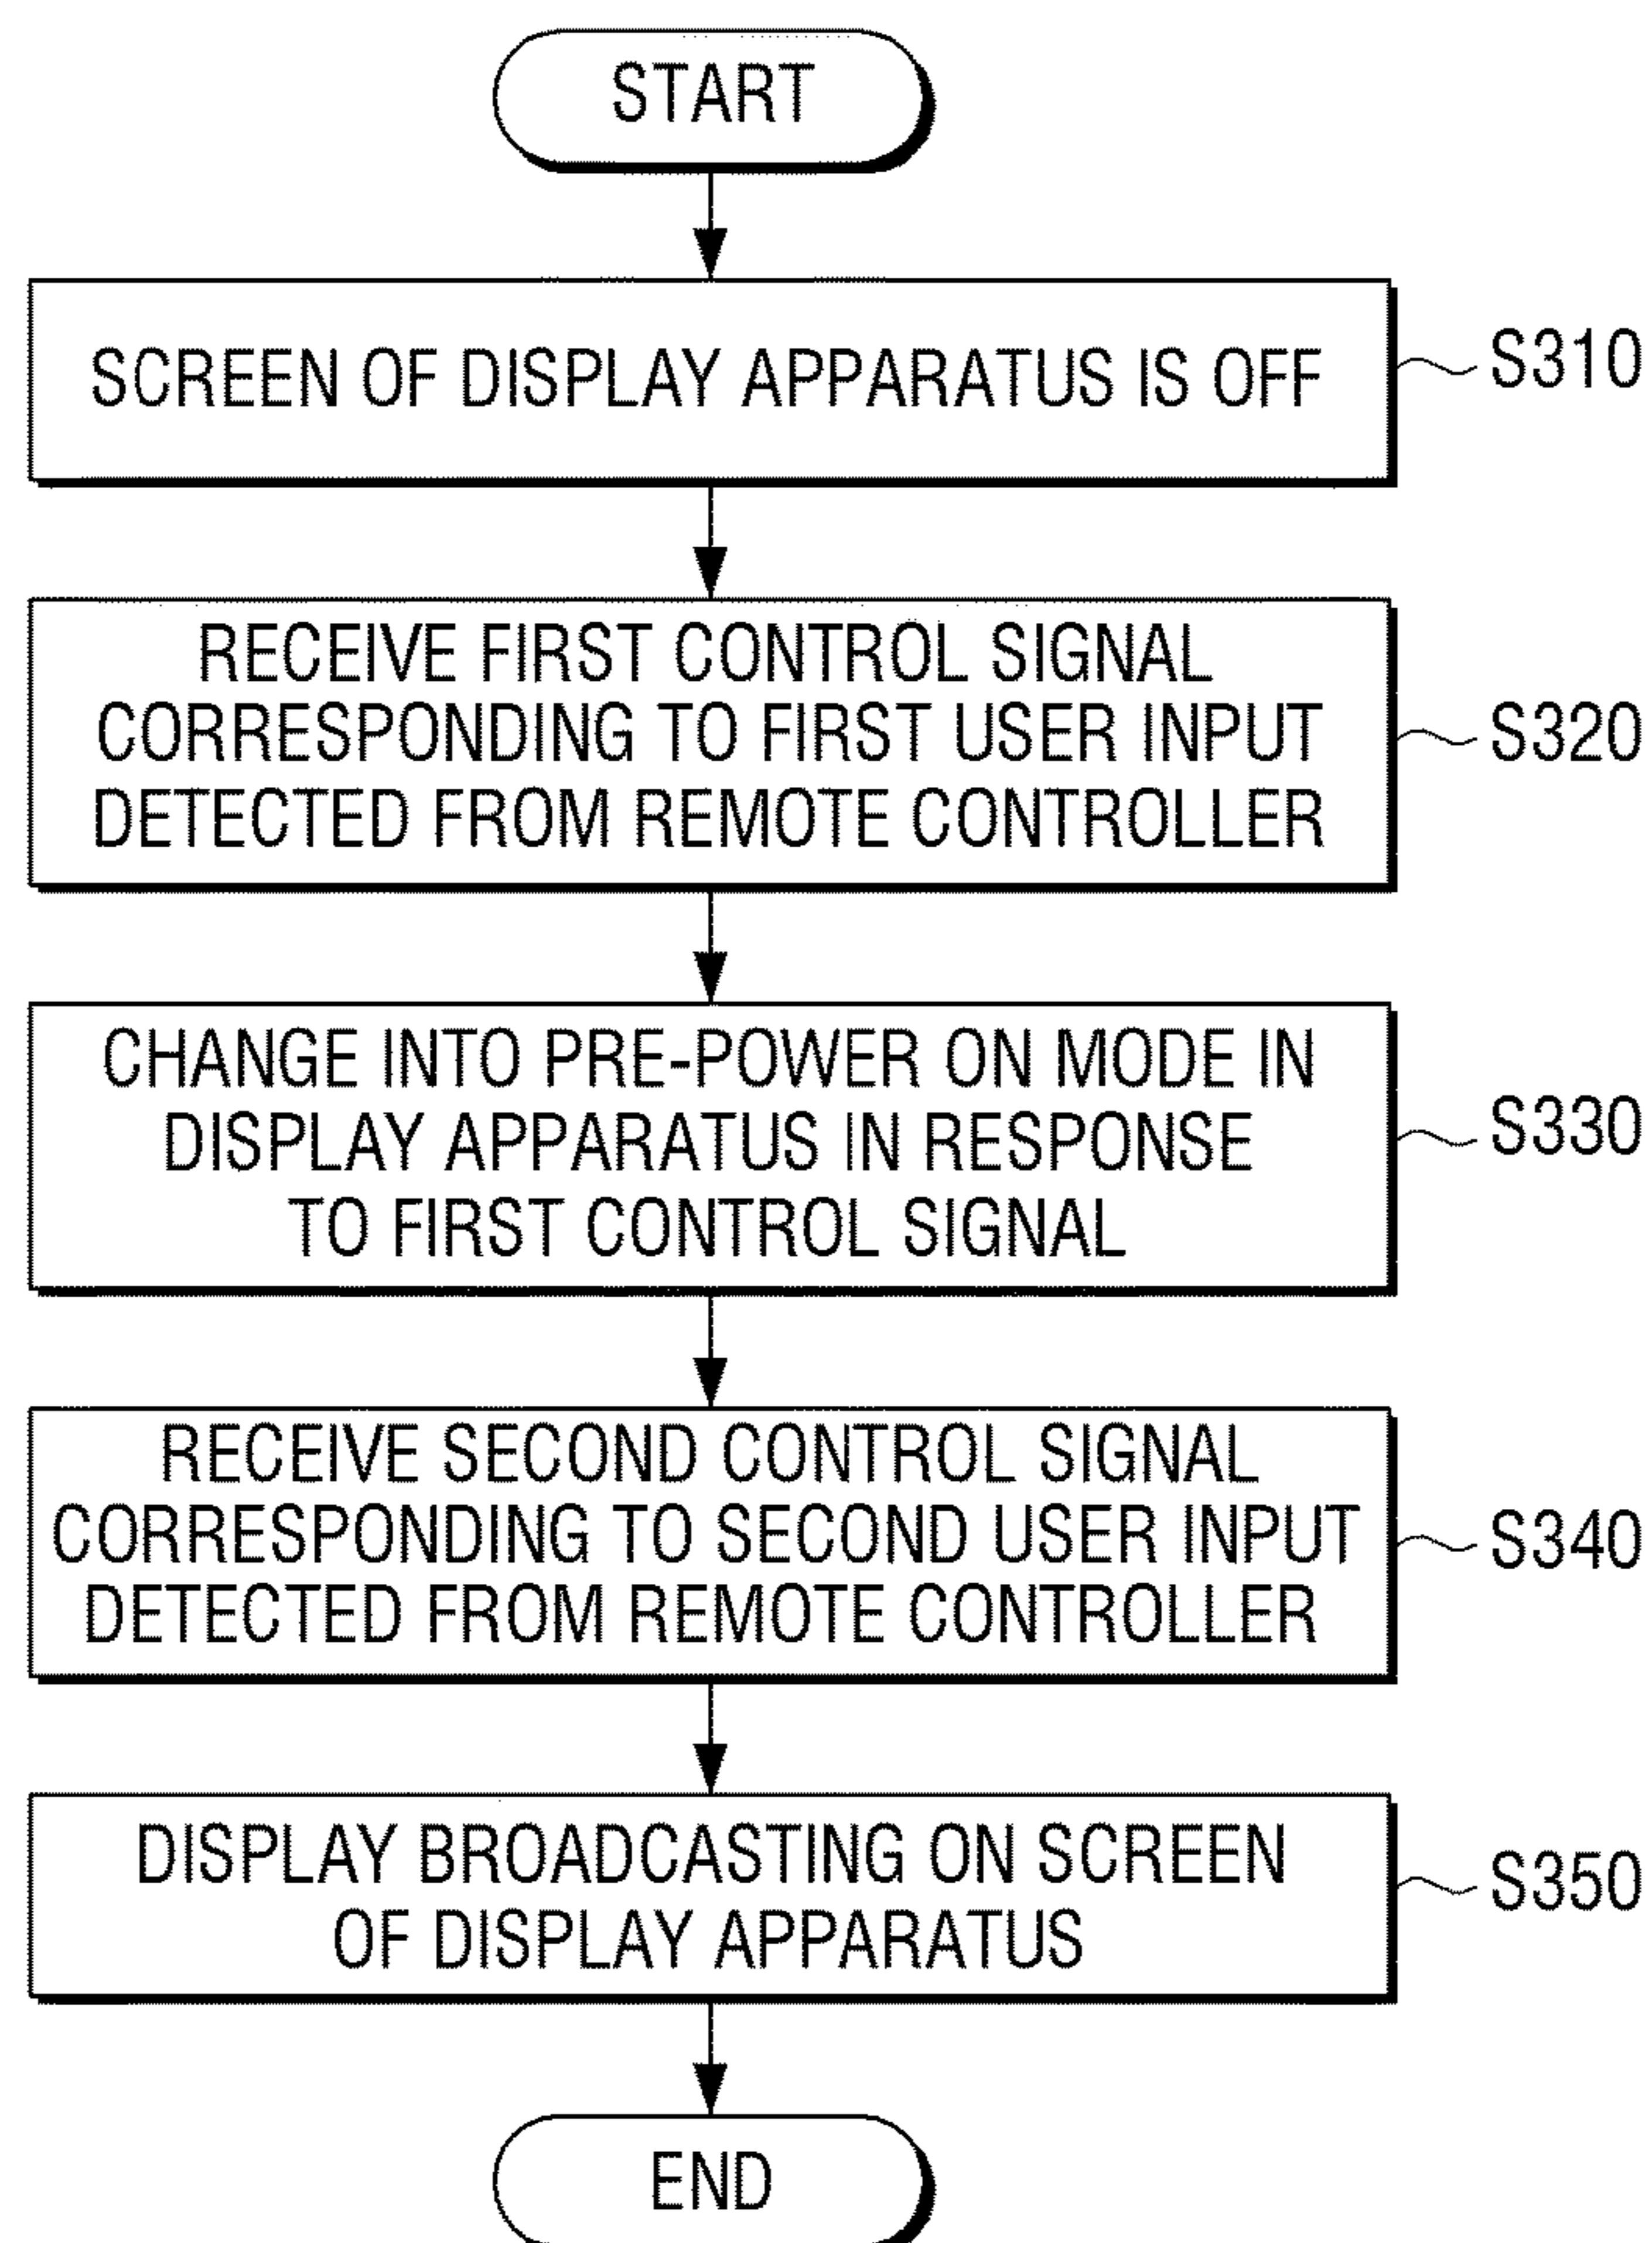 START
SCREEN OF DISPLAY APPARATUS IS OFF
S310
RECEIVE FIRST CONTROL SIGNAL
CORRESPONDING TO FIRST USER INPUT
DETECTED FROM REMOTE CONTROLLER
S320
CHANGE INTO PRE-POWER ON MODE IN
DISPLAY APPARATUS IN RESPONSE
TO FIRST CONTROL SIGNAL
S330
RECEIVE SECOND CONTROL SIGNAL
CORRESPONDING TO SECOND USER INPUT
DETECTED FROM REMOTE CONTROLLER
S340
DISPLAY BROADCASTING ON SCREEN
OF DISPLAY APPARATUS
S350
END